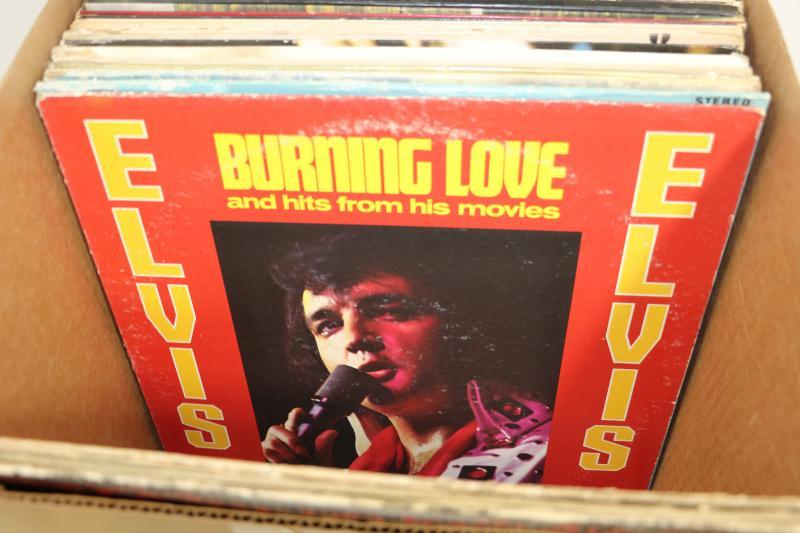 STEREO
ELVIS
BURNING LOVE
and hits from his movies
ELVIS